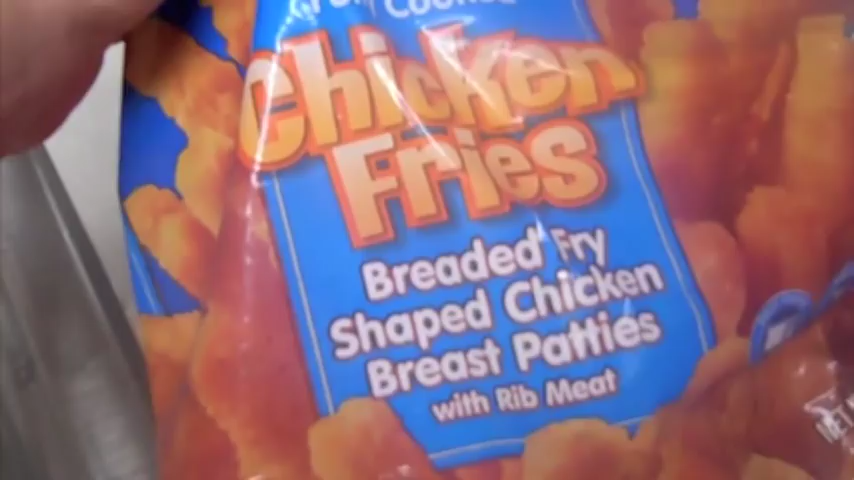 Chicken
Fries
Breaded Fry
Shaped Chicken
Breast Patties
with Rib Meat